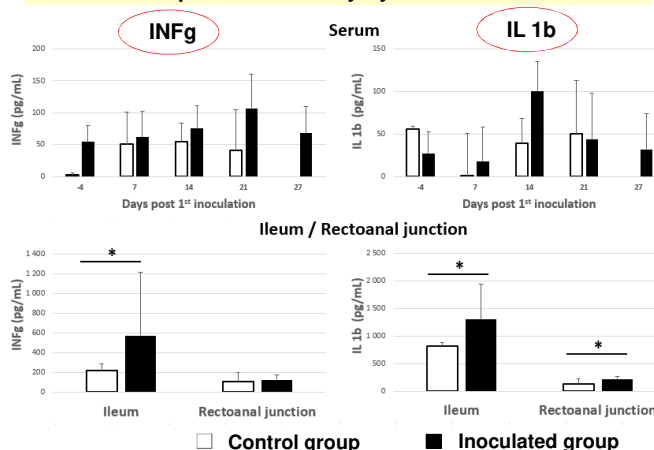 INFg
Serum
IL 1b
INFg (pg/mL)
200
150
100
50
0
-4 7 14 21 27
Days post 1st inoculation
IL 1b (pg/mL)
150
100
50
0
-4 7 14 21 27
Days post 1st inoculation
Ileum / Rectoanal junction
INFg (pg/mL)
1 400
1 200
1 000
800
600
400
200
0
*
Ileum Rectoanal junction
IL 1b (pg/mL)
2 500
2 000
1 500
1 000
500
0
*
*
Ileum Rectoanal junction
Control group Inoculated group